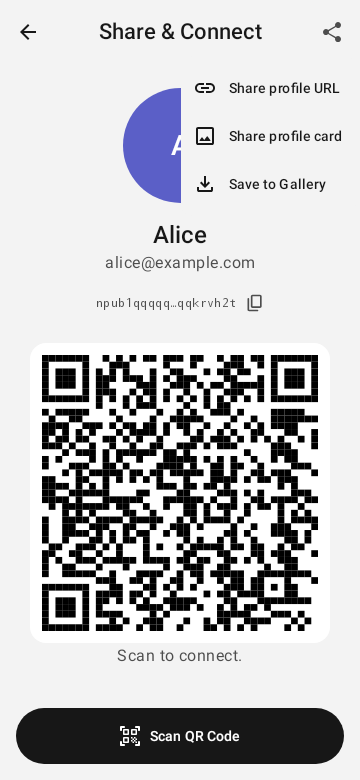 Share & Connect
Share profile URL
Share profile card
Save to Gallery
A
Alice
alice@example.com
npub1qqqqq…qqkrvh2t
Scan to connect.
Scan QR Code